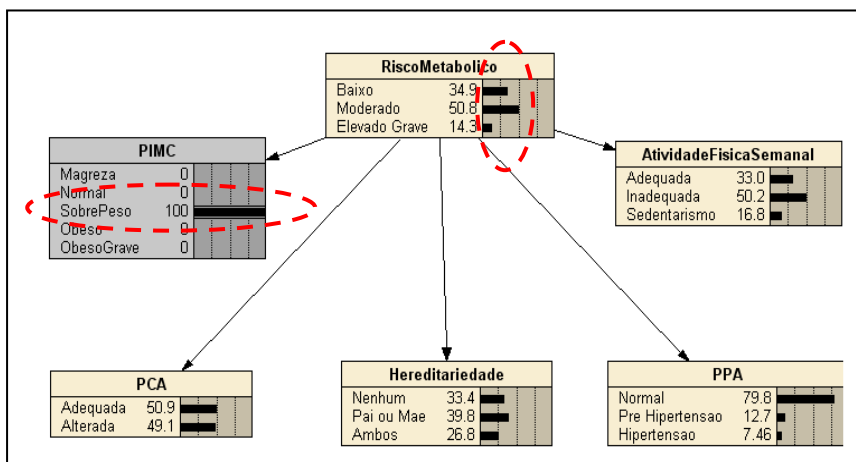 RiscoMetabolico
Baixo 34.9
Moderado 50.8
Elevado Grave 14.3
PIMC
Magreza 0
Normal 0
SobrePeso 100
Obeso 0
ObesoGrave 0
AtividadeFisicaSemanal
Adequada 33.0
Inadequada 50.2
Sedentarismo 16.8
PCA
Adequada 50.9
Alterada 49.1
Hereditariedade
Nenhum 33.4
Pai ou Mae 39.8
Ambos 26.8
PPA
Normal 79.8
Pre Hipertensao 12.7
Hipertensao 7.46